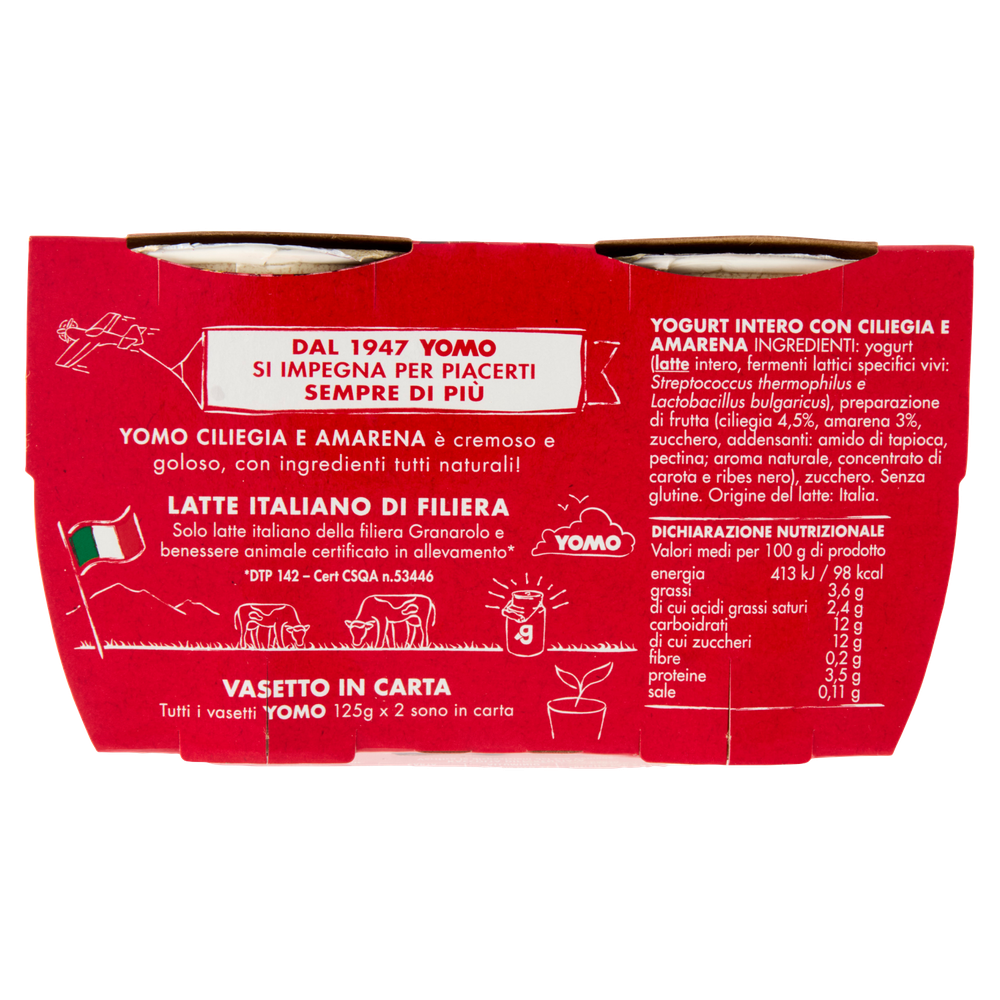 DAL 1947 YOMO
SI IMPEGNA PER PIACERTI
SEMPRE DI PIÙ
YOMO CILIEGIA E AMARENA è cremoso e
goloso, con ingredienti tutti naturali!
LATTE ITALIANO DI FILIERA
Solo latte italiano della filiera Granarolo e
benessere animale certificato in allevamento*
*DTP 142 – Cert CSQA n.53446
YOMO
g
VASETTO IN CARTA
Tutti i vasetti YOMO 125g x 2 sono in carta
YOGURT INTERO CON CILIEGIA E
AMARENA INGREDIENTI: yogurt
(latte intero, fermenti lattici specifici vivi:
Streptococcus thermophilus e
Lactobacillus bulgaricus), preparazione
di frutta (ciliegia 4,5%, amarena 3%,
zucchero, addensanti: amido di tapioca,
pectina; aroma naturale, concentrato di
carota e ribes nero), zucchero. Senza
glutine. Origine del latte: Italia.
DICHIARAZIONE NUTRIZIONALE
Valori medi per 100 g di prodotto
energia 413 kJ / 98 kcal
grassi 3,6 g
di cui acidi grassi saturi 2,4 g
carboidrati 12 g
di cui zuccheri 12 g
fibre 0,2 g
proteine 3,5 g
sale 0,11 g